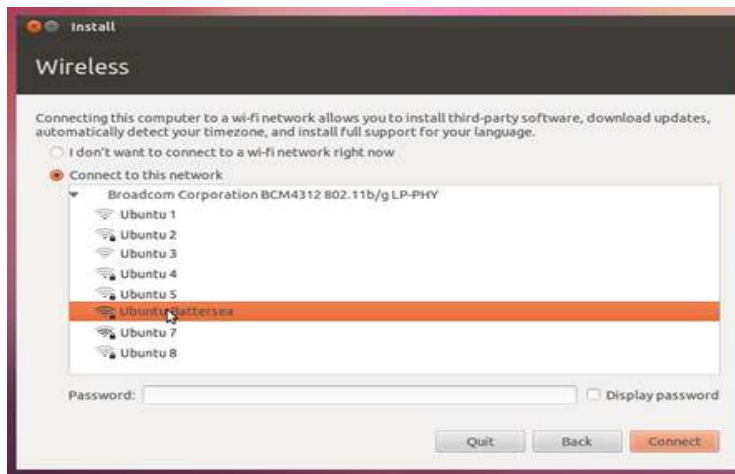 Install
Wireless
Connecting this computer to a wi-fi network allows you to install third-party software, download updates,
automatically detect your timezone, and install full support for your language.
I don't want to connect to a wi-fi network right now
Connect to this network
Broadcom Corporation BCM4312 802.11b/g LP-PHY
Ubuntu 1
Ubuntu 2
Ubuntu 3
Ubuntu 4
Ubuntu 5
Ubuntu Battersea
Ubuntu 7
Ubuntu 8
Password: Display password
Quit Back Connect